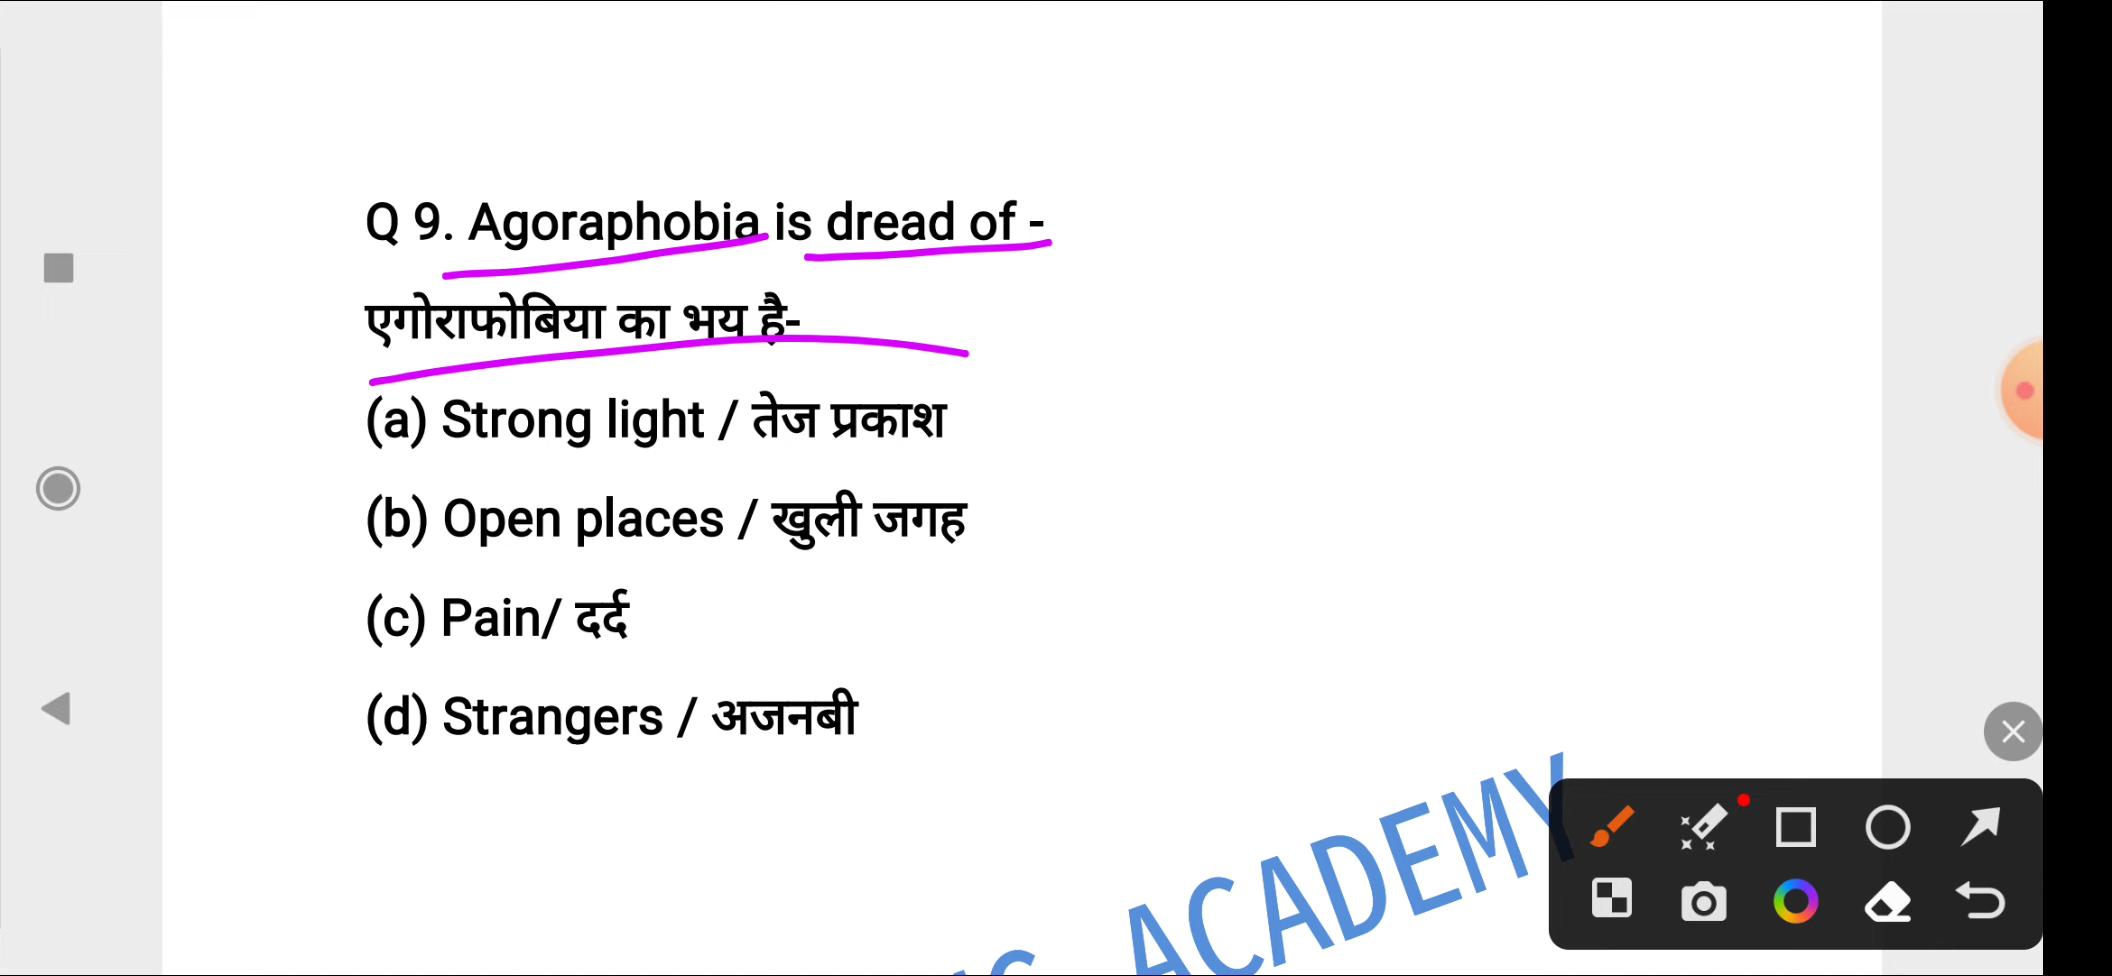 Q 9. Agoraphobia is dread of -
एगोराफोबिया का भय है-
(a) Strong light / तेज प्रकाश
(b) Open places / खुली जगह
(c) Pain/ दर्द
(d) Strangers / अजनबी
ACADEMY